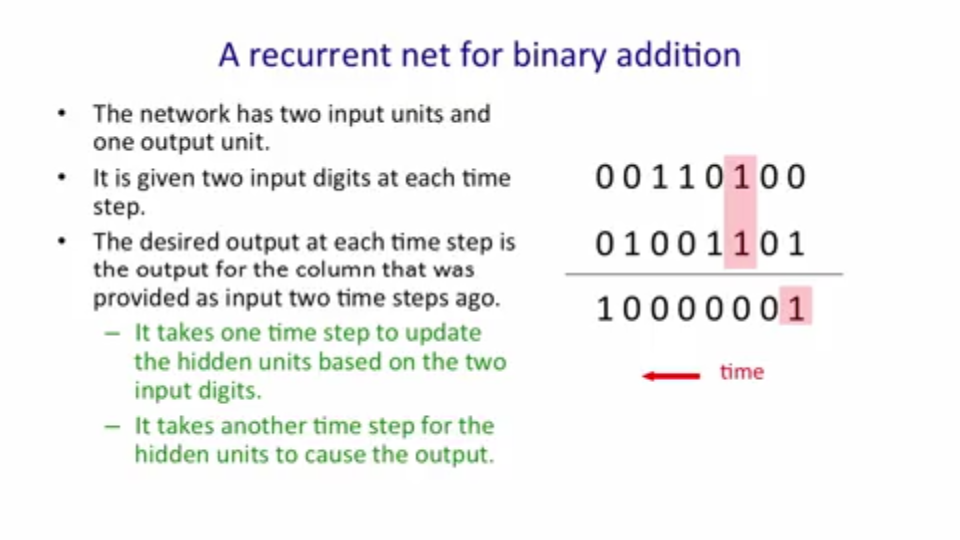 A recurrent net for binary addition
• The network has two input units and
one output unit.
• It is given two input digits at each time
step.
• The desired output at each time step is
the output for the column that was
provided as input two time steps ago.
– It takes one time step to update
the hidden units based on the two
input digits.
– It takes another time step for the
hidden units to cause the output.
0 0 1 1 0 1 0 0
0 1 0 0 1 1 0 1
1 0 0 0 0 0 0 1
time